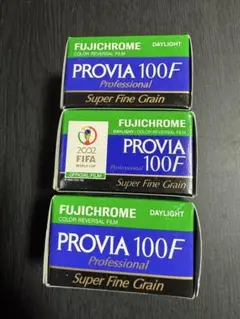 FUJICHROME DAYLIGHT
COLOR REVERSAL FILM
PROVIA 100F
Professional
Super Fine Grain
FUJICHROME
DAYLIGHT / COLOR REVERSAL FILM
2002
FIFA
WORLD CUP
OFFICIAL FILM
PROVIA
Professional
100F
Super Fine Grain
FUJICHROME DAYLIGHT
COLOR REVERSAL FILM
PROVIA 100F
Professional
Super Fine Grain